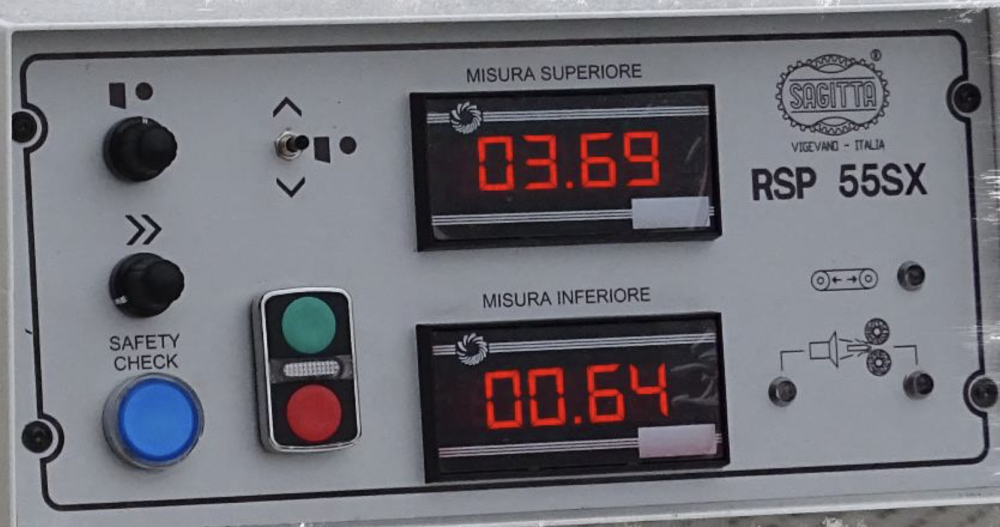 MISURA SUPERIORE
03.69
SAGITTA
®
VIGEVANO - ITALIA
RSP 55SX
MISURA INFERIORE
00.64
SAFETY
CHECK